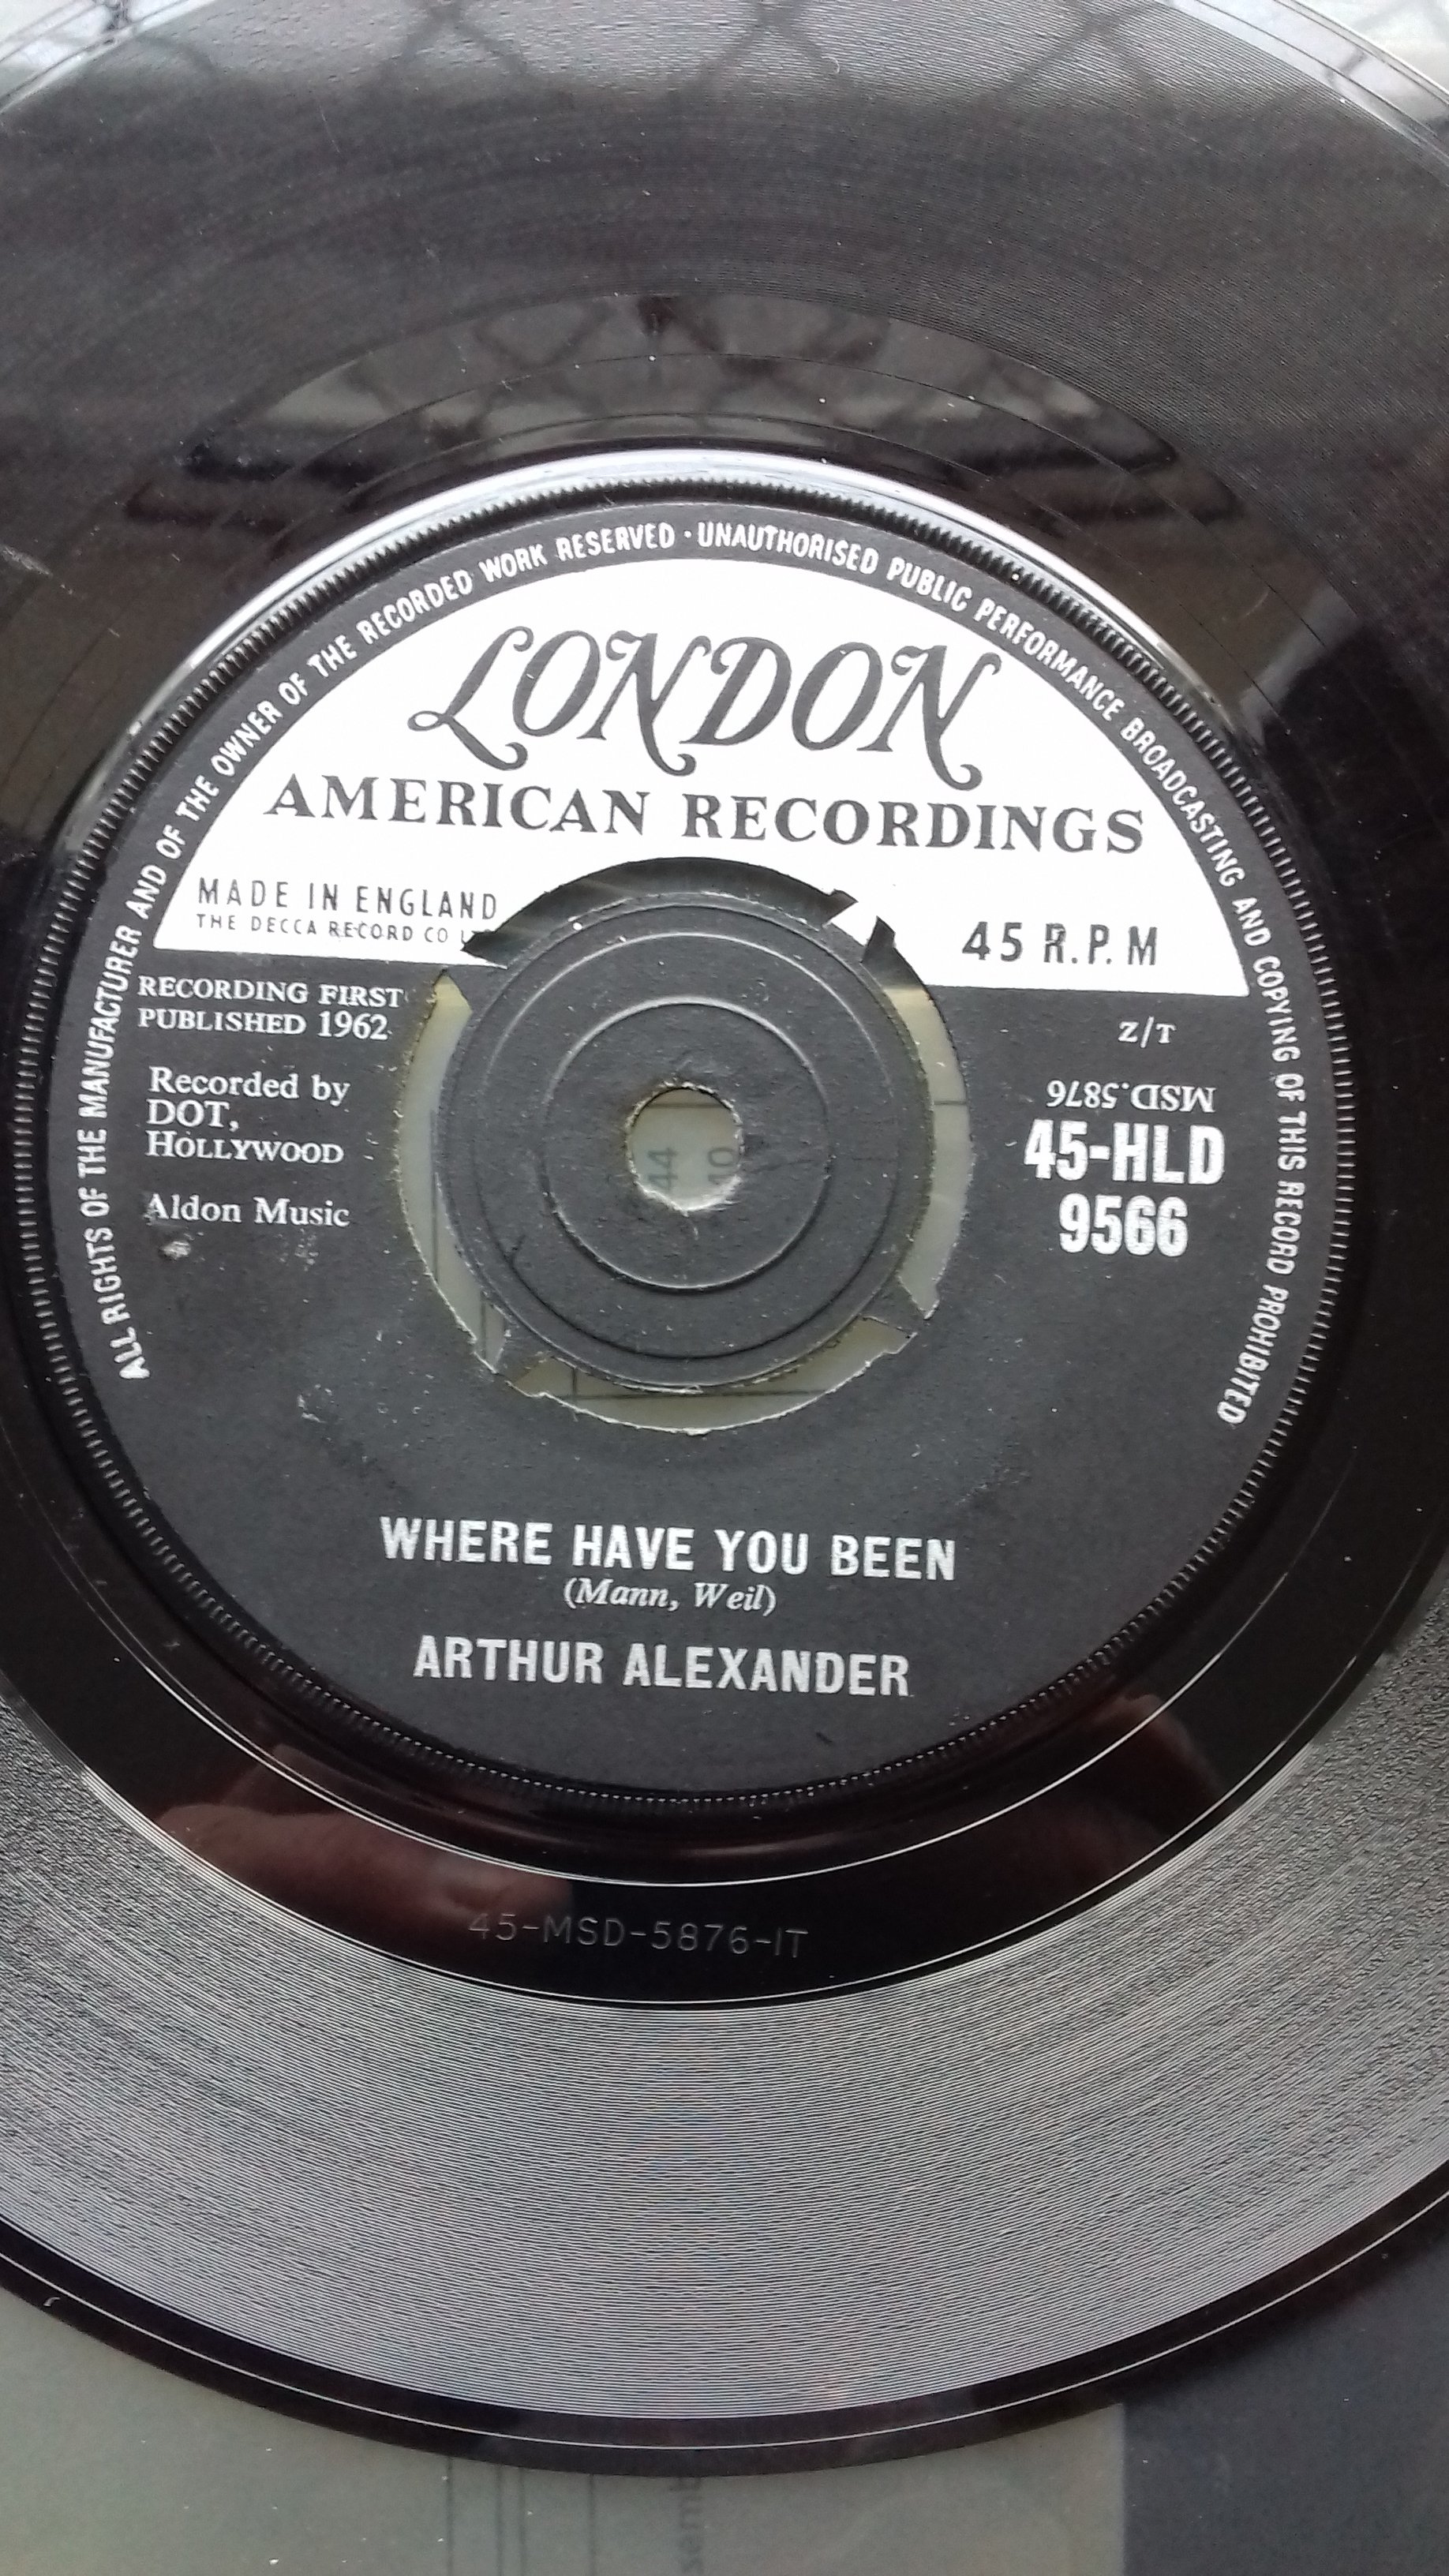 ALL RIGHTS OF THE MANUFACTURER AND OF THE OWNER OF THE RECORDED WORK RESERVED · UNAUTHORISED PUBLIC PERFORMANCE BROADCASTING AND COPYING OF THIS RECORD PROHIBITED
LONDON
AMERICAN RECORDINGS
MADE IN ENGLAND
THE DECCA RECORD CO
45 R.P.M
RECORDING FIRST
PUBLISHED 1962
Recorded by
DOT,
HOLLYWOOD
Aldon Music
Z/T
MSD.5876
45-HLD
9566
44
10
WHERE HAVE YOU BEEN
(Mann, Weil)
ARTHUR ALEXANDER
45-MSD-5876-1T